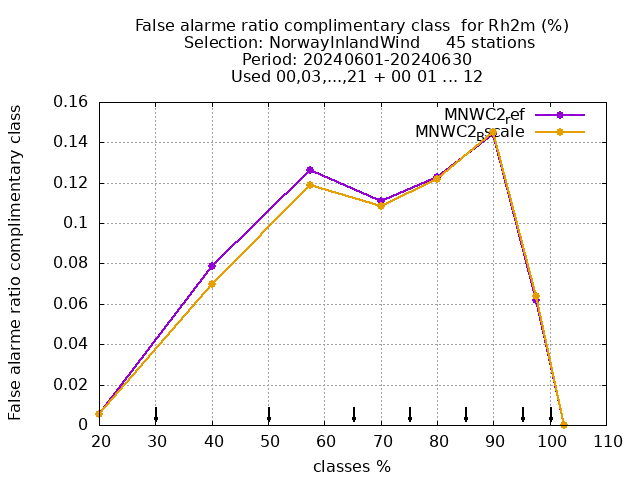 False alarme ratio complimentary class  for Rh2m (%)
Selection: NorwayInlandWind     45 stations
Period: 20240601-20240630
Used 00,03,...,21 + 00 01 ... 12
False alarme ratio complimentary class
MNWC2ref
MNWC2Bscale
0.16
0.14
0.12
0.1
0.08
0.06
0.04
0.02
0
20 30 40 50 60 70 80 90 100 110
classes %